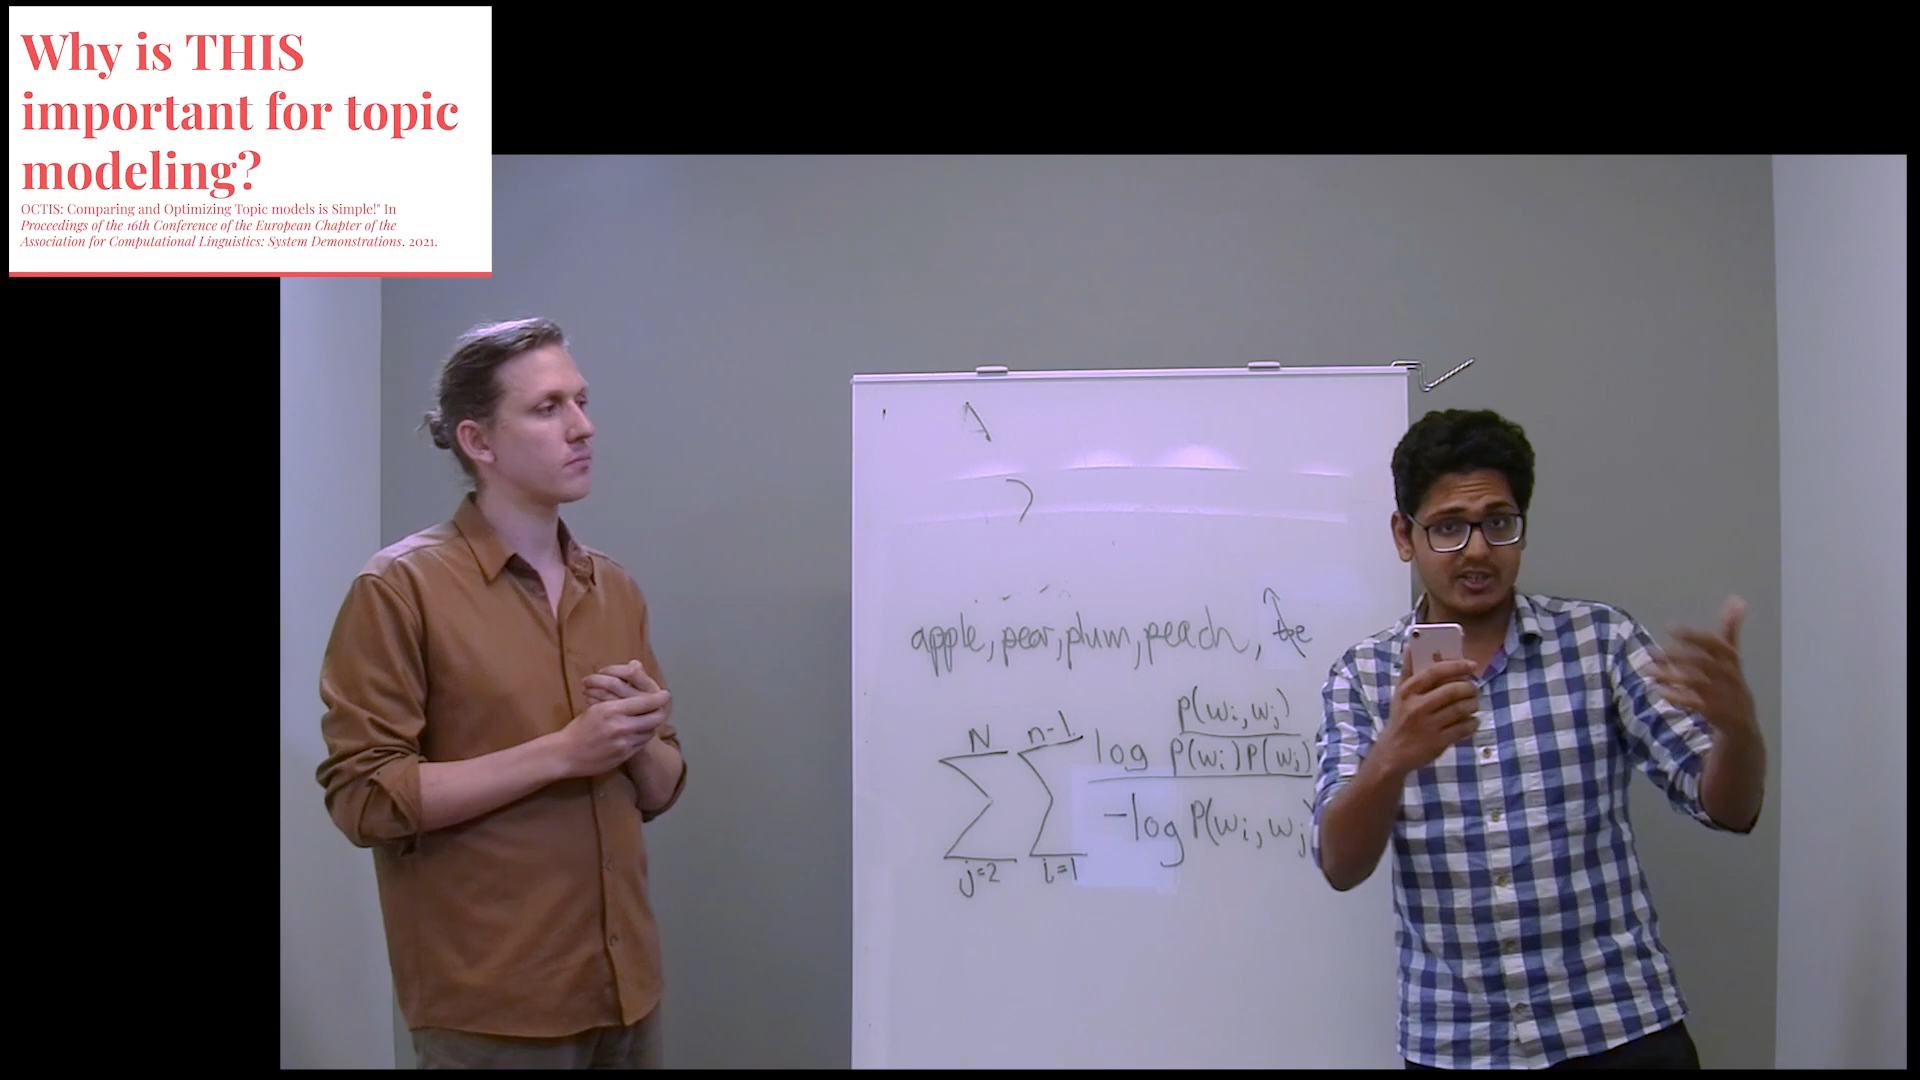 Why is THIS
important for topic
modeling?
OCTIS: Comparing and Optimizing Topic models is Simple!" In
Proceedings of the 16th Conference of the European Chapter of the
Association for Computational Linguistics: System Demonstrations. 2021.
A
apple, pear, plum, peach, the
N n-1 log P(wi, wj)
Σ Σ P(wi)P(wj)
j=2 i=1 -log P(wi, wj